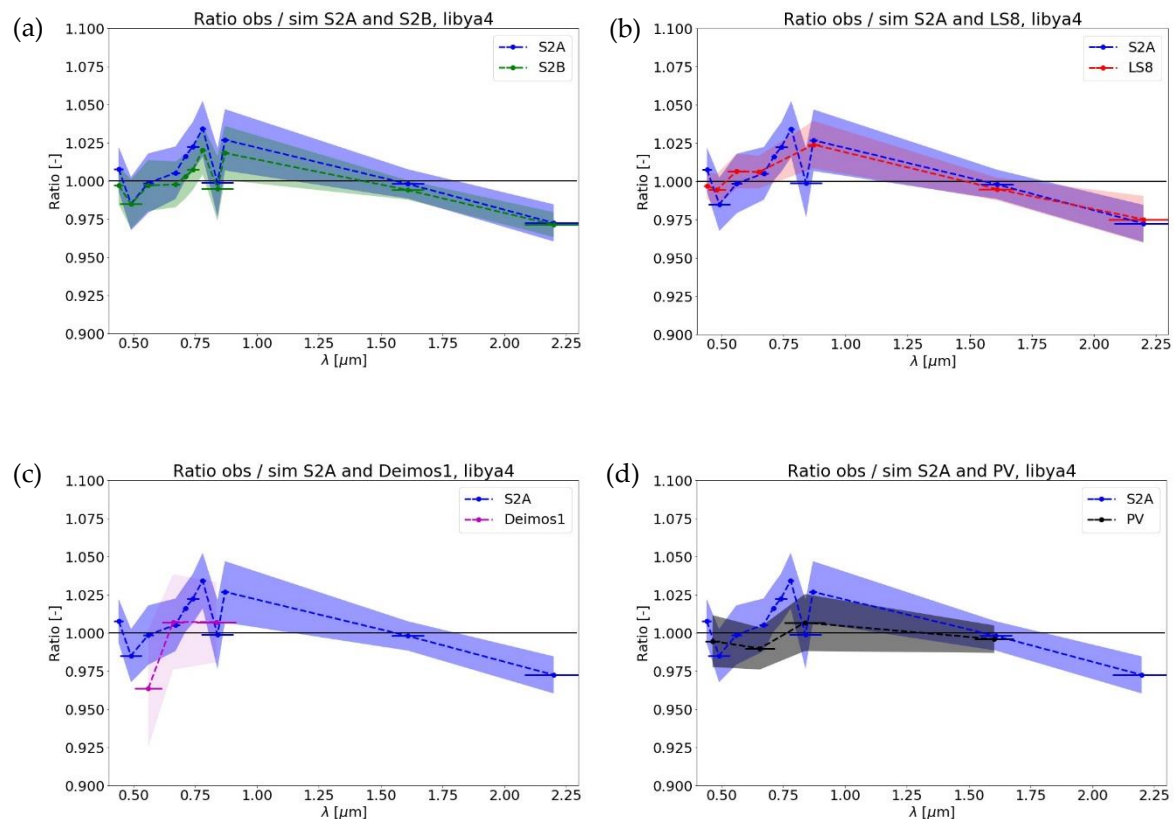 (a)
Ratio obs / sim S2A and S2B, libya4
S2A
S2B
Ratio [-]
1.100
1.075
1.050
1.025
1.000
0.975
0.950
0.925
0.900
0.50 0.75 1.00 1.25 1.50 1.75 2.00 2.25
λ [μm]
(b)
Ratio obs / sim S2A and LS8, libya4
S2A
LS8
Ratio [-]
1.100
1.075
1.050
1.025
1.000
0.975
0.950
0.925
0.900
0.50 0.75 1.00 1.25 1.50 1.75 2.00 2.25
λ [μm]
(c)
Ratio obs / sim S2A and Deimos1, libya4
S2A
Deimos1
Ratio [-]
1.100
1.075
1.050
1.025
1.000
0.975
0.950
0.925
0.900
0.50 0.75 1.00 1.25 1.50 1.75 2.00 2.25
λ [μm]
(d)
Ratio obs / sim S2A and PV, libya4
S2A
PV
Ratio [-]
1.100
1.075
1.050
1.025
1.000
0.975
0.950
0.925
0.900
0.50 0.75 1.00 1.25 1.50 1.75 2.00 2.25
λ [μm]